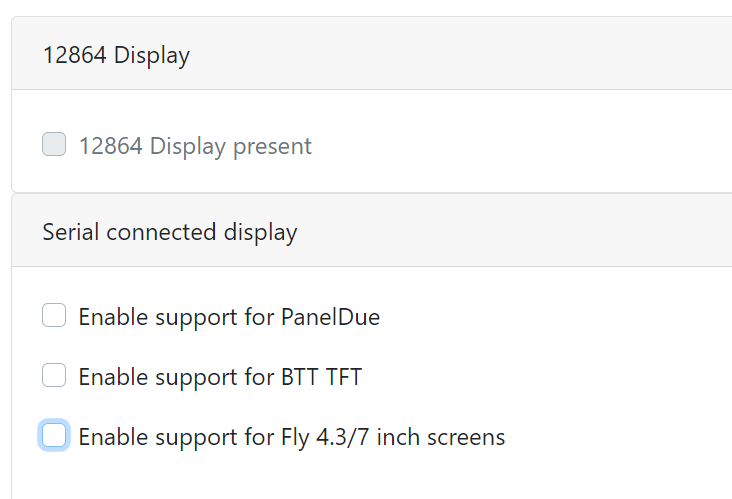 12864 Display
12864 Display present
Serial connected display
Enable support for PanelDue
Enable support for BTT TFT
Enable support for Fly 4.3/7 inch screens